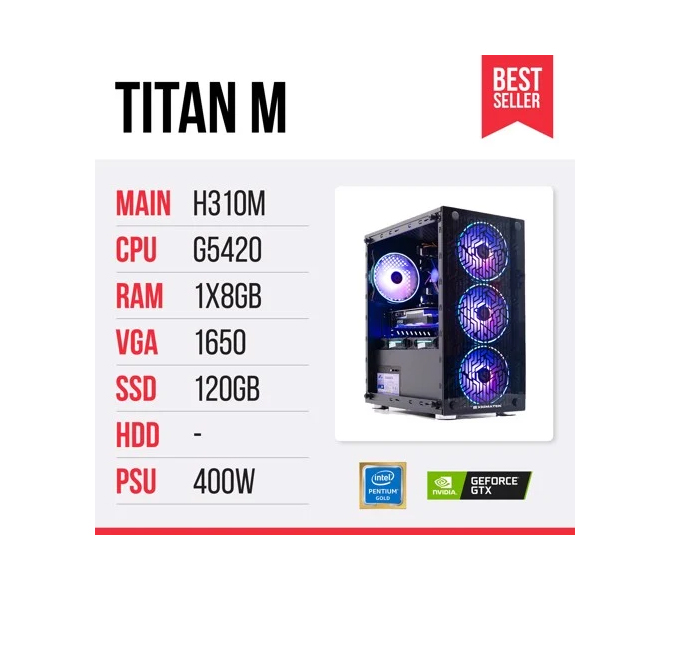 BEST
SELLER
TITAN M
MAIN H310M
CPU G5420
RAM 1X8GB
VGA 1650
SSD 120GB
HDD -
PSU 400W
XIGMATEK
intel
PENTIUM
GOLD
NVIDIA.
GEFORCE
GTX